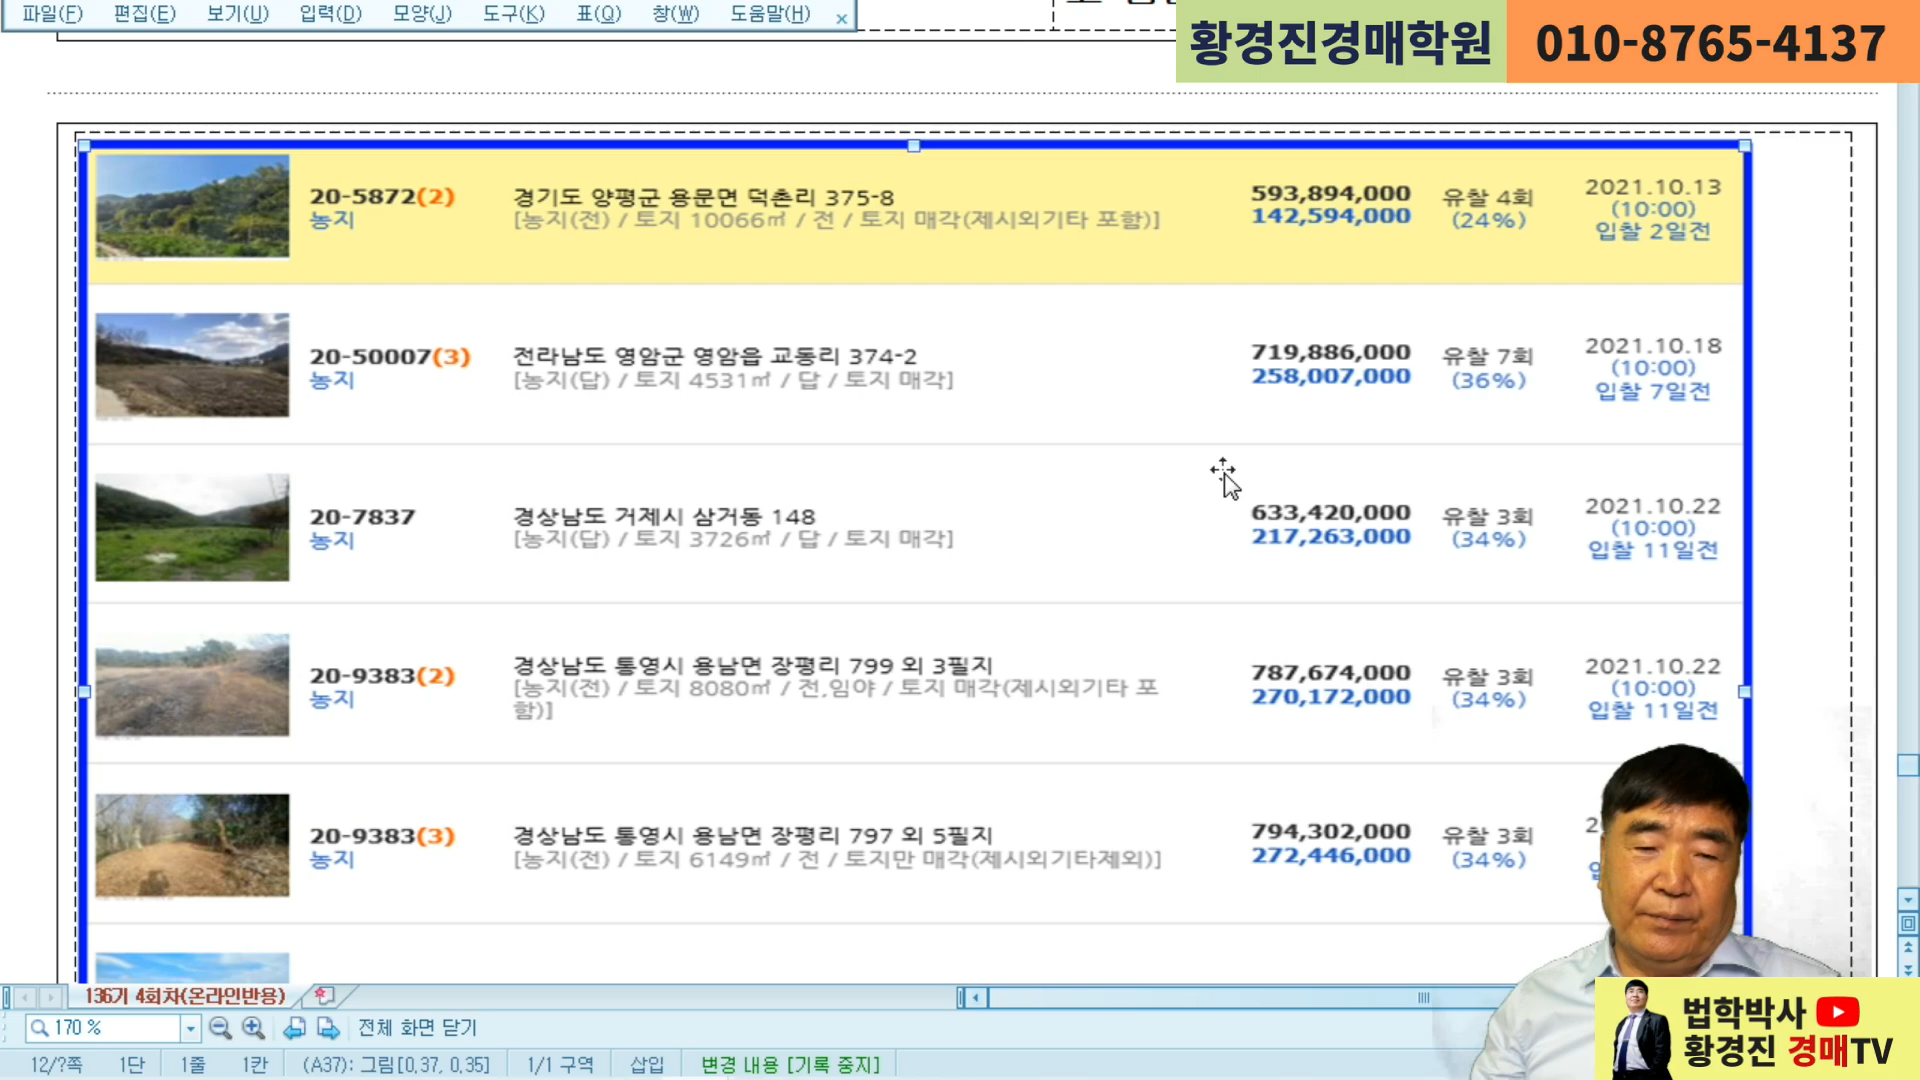 파일(F) 편집(E) 보기(U) 입력(D) 모양(J) 도구(K) 표(Q) 창(W) 도움말(H) x
황경진경매학원 010-8765-4137
20-5872(2) 경기도 양평군 용문면 덕촌리 375-8 593,894,000 유찰 4회 2021.10.13
농지 [농지(전) / 토지 10066㎡ / 전 / 토지 매각(제시외기타 포함)] 142,594,000 (24%) (10:00)
입찰 2일전
20-50007(3) 전라남도 영암군 영암읍 교동리 374-2 719,886,000 유찰 7회 2021.10.18
농지 [농지(답) / 토지 4531㎡ / 답 / 토지 매각] 258,007,000 (36%) (10:00)
입찰 7일전
20-7837 경상남도 거제시 삼거동 148 633,420,000 유찰 3회 2021.10.22
농지 [농지(답) / 토지 3726㎡ / 답 / 토지 매각] 217,263,000 (34%) (10:00)
입찰 11일전
20-9383(2) 경상남도 통영시 용남면 장평리 799 외 3필지 787,674,000 유찰 3회 2021.10.22
농지 [농지(전) / 토지 8080㎡ / 전,임야 / 토지 매각(제시외기타 포 270,172,000 (34%) (10:00)
함)] 입찰 11일전
20-9383(3) 경상남도 통영시 용남면 장평리 797 외 5필지 794,302,000 유찰 3회
농지 [농지(전) / 토지 6149㎡ / 전 / 토지만 매각(제시외기타제외)] 272,446,000 (34%)
136기 4회차(온라인반용)
170 % 전체 화면 닫기
12/?쪽 1단 1줄 1칸 (A37): 그림[0,37, 0,35] 1/1 구역 삽입 변경 내용 [기록 중지]
법학박사
황경진 경매TV